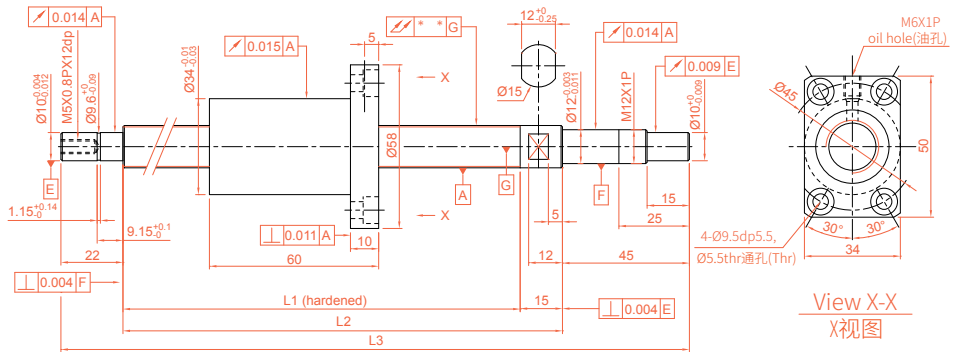 0.014 A
Ø10-0.004 -0.012
M5X0.8PX12dp
Ø9.6+0 -0.09
Ø34-0.01 -0.03
0.015 A
5
* * G
X
12+0 -0.25
Ø15
Ø12-0.003 -0.011
M12X1P
0.014 A
0.009 E
Ø10+0 -0.009
M6X1P
oil hole(油孔)
Ø45
50
Ø58
E
A
G
F
X
1.15+0.14 -0
9.15+0.1 -0
0.011 A
10
5
15
25
22
60
12
45
0.004 F
L1 (hardened)
15
0.004 E
L2
L3
4-Ø9.5dp5.5,
Ø5.5thr通孔(Thr)
30°
30°
34
View X-X
X视图